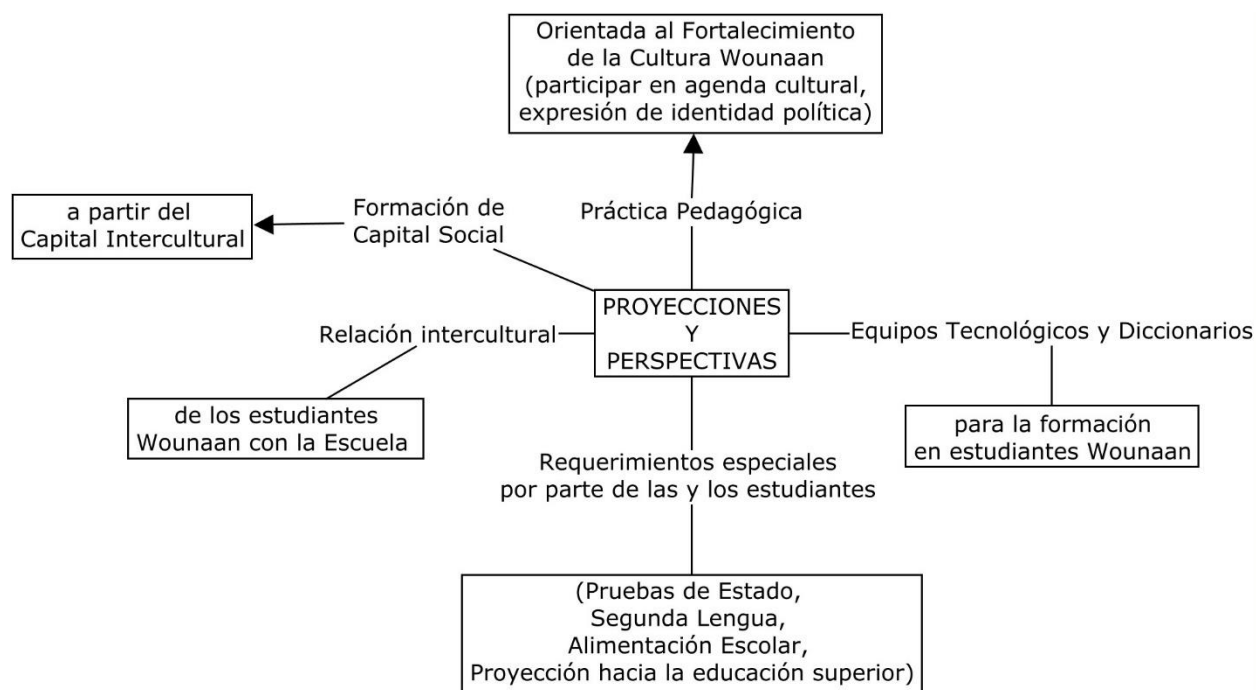 Orientada al Fortalecimiento
de la Cultura Wounaan
(participar en agenda cultural,
expresión de identidad política)
a partir del
Capital Intercultural
Formación de
Capital Social
Práctica Pedagógica
PROYECCIONES
Y
PERSPECTIVAS
Relación intercultural
Equipos Tecnológicos y Diccionarios
de los estudiantes
Wounaan con la Escuela
para la formación
en estudiantes Wounaan
Requerimientos especiales
por parte de las y los estudiantes
(Pruebas de Estado,
Segunda Lengua,
Alimentación Escolar,
Proyección hacia la educación superior)